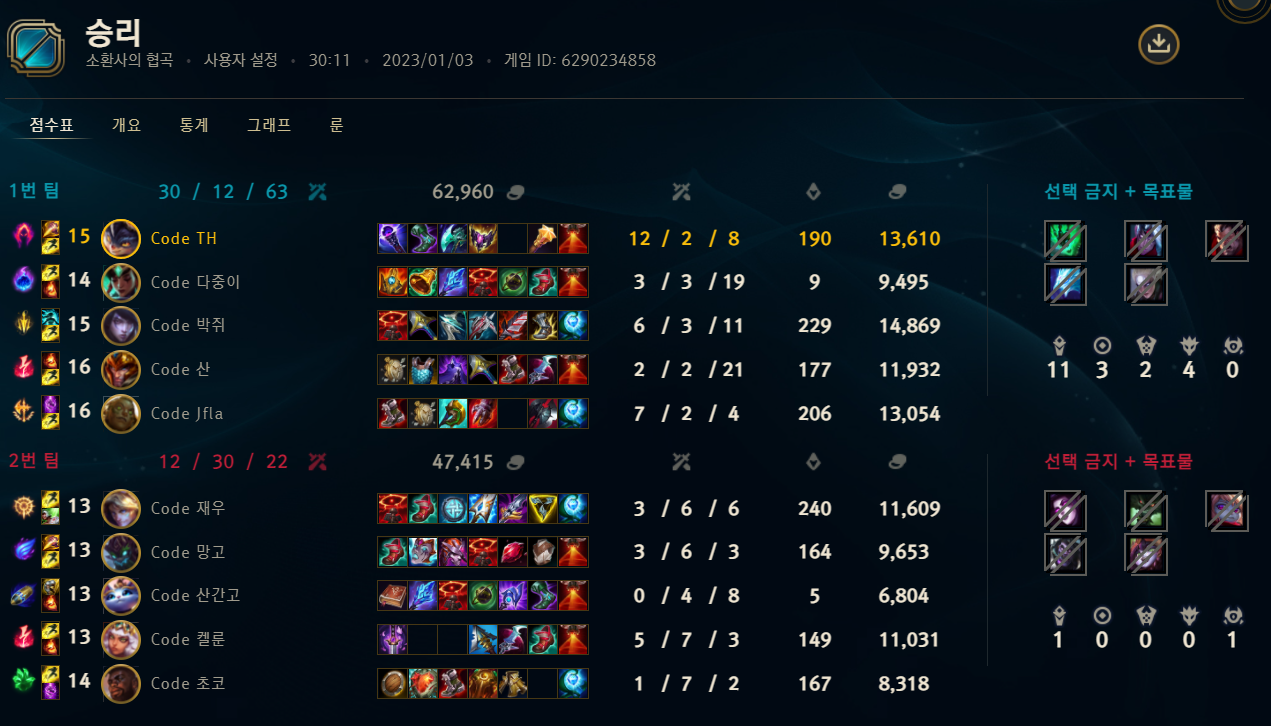 승리
소환사의 협곡 • 사용자 설정 • 30:11 • 2023/01/03 • 게임 ID: 6290234858
점수표 개요 통계 그래프 룬
1번 팀 30 / 12 / 63 62,960 선택 금지 + 목표물
15 Code TH 12 / 2 / 8 190 13,610
14 Code 다중이 3 / 3 / 19 9 9,495
15 Code 박쥐 6 / 3 / 11 229 14,869
16 Code 산 2 / 2 / 21 177 11,932
11 3 2 4 0
16 Code Jfla 7 / 2 / 4 206 13,054
2번 팀 12 / 30 / 22 47,415 선택 금지 + 목표물
13 Code 재우 3 / 6 / 6 240 11,609
13 Code 망고 3 / 6 / 3 164 9,653
13 Code 산간고 0 / 4 / 8 5 6,804
13 Code 켈룬 5 / 7 / 3 149 11,031
1 0 0 0 1
14 Code 초코 1 / 7 / 2 167 8,318